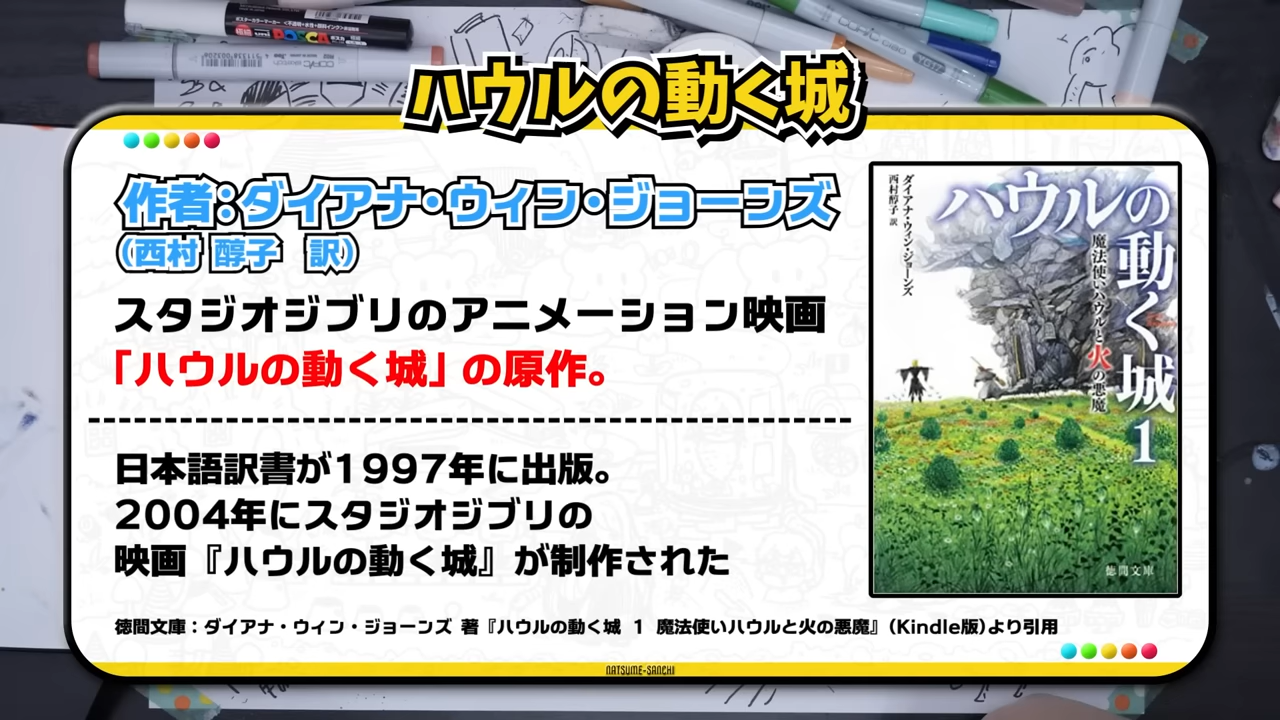 ハウルの動く城
作者:ダイアナ・ウィン・ジョーンズ
(西村 醇子 訳)
スタジオジブリのアニメーション映画
「ハウルの動く城」の原作。
日本語訳書が1997年に出版。
2004年にスタジオジブリの
映画『ハウルの動く城』が制作された
徳間文庫:ダイアナ・ウィン・ジョーンズ 著『ハウルの動く城 1 魔法使いハウルと火の悪魔』(Kindle版)より引用
ハウルの動く城1
魔法使いハウルと火の悪魔
ダイアナ・ウィン・ジョーンズ
西村醇子 訳
徳間文庫
NATSUME-SANCHI